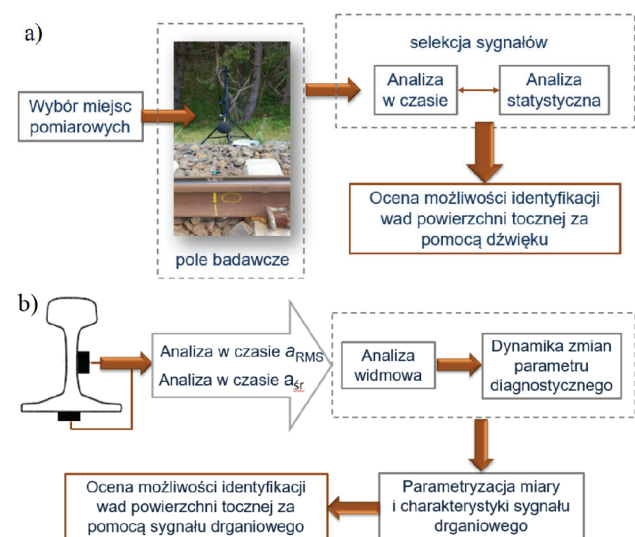 a)
Wybór miejsc
pomiarowych
pole badawcze
selekcja sygnałów
Analiza
w czasie
Analiza
statystyczna
Ocena możliwości identyfikacji
wad powierzchni tocznej za
pomocą dźwięku
b)
Analiza w czasie aRMS
Analiza w czasie aśr
Analiza
widmowa
Dynamika zmian
parametru
diagnostycznego
Parametryzacja miary
i charakterystyki sygnału
drganiowego
Ocena możliwości identyfikacji
wad powierzchni tocznej za
pomocą sygnału drganiowego